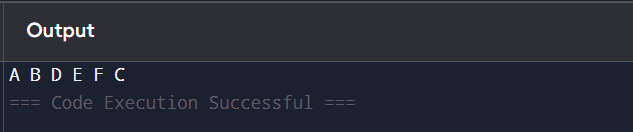 Output
A B D E F C
=== Code Execution Successful ===